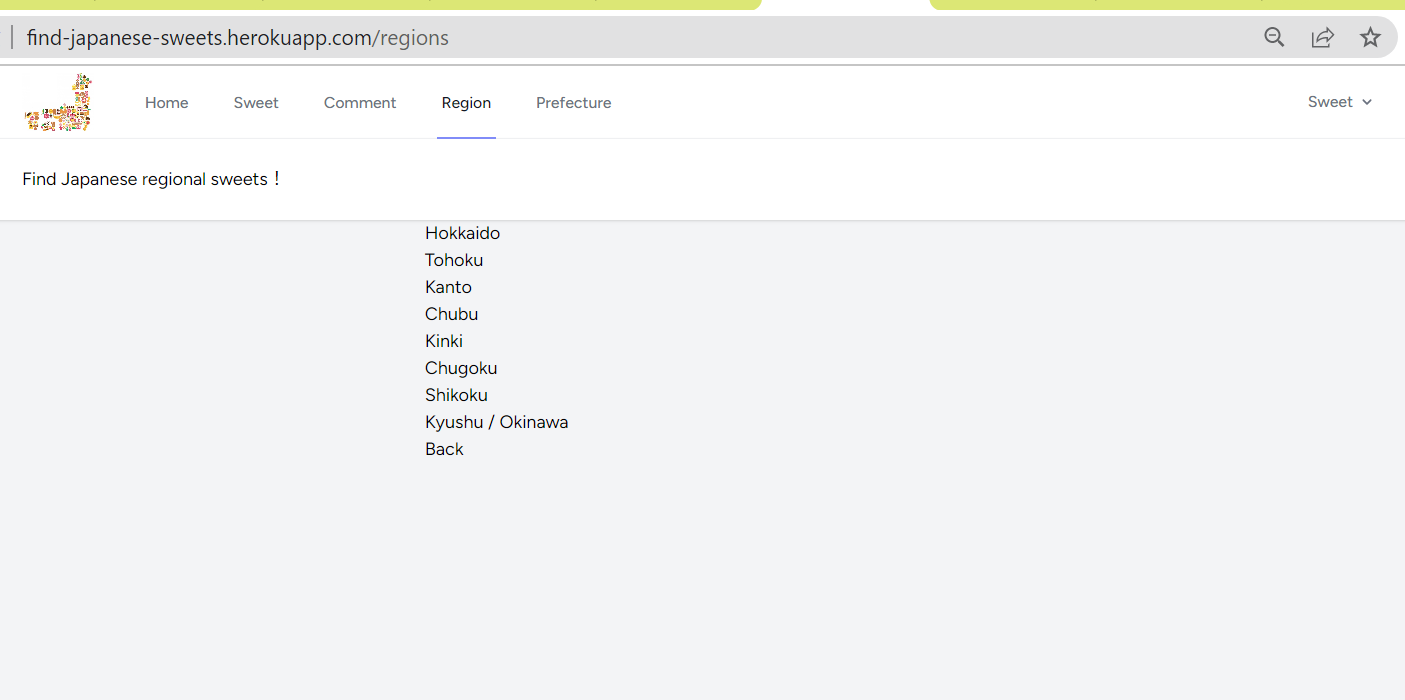 find-japanese-sweets.herokuapp.com/regions
Home Sweet Comment Region Prefecture Sweet
Find Japanese regional sweets！
Hokkaido
Tohoku
Kanto
Chubu
Kinki
Chugoku
Shikoku
Kyushu / Okinawa
Back